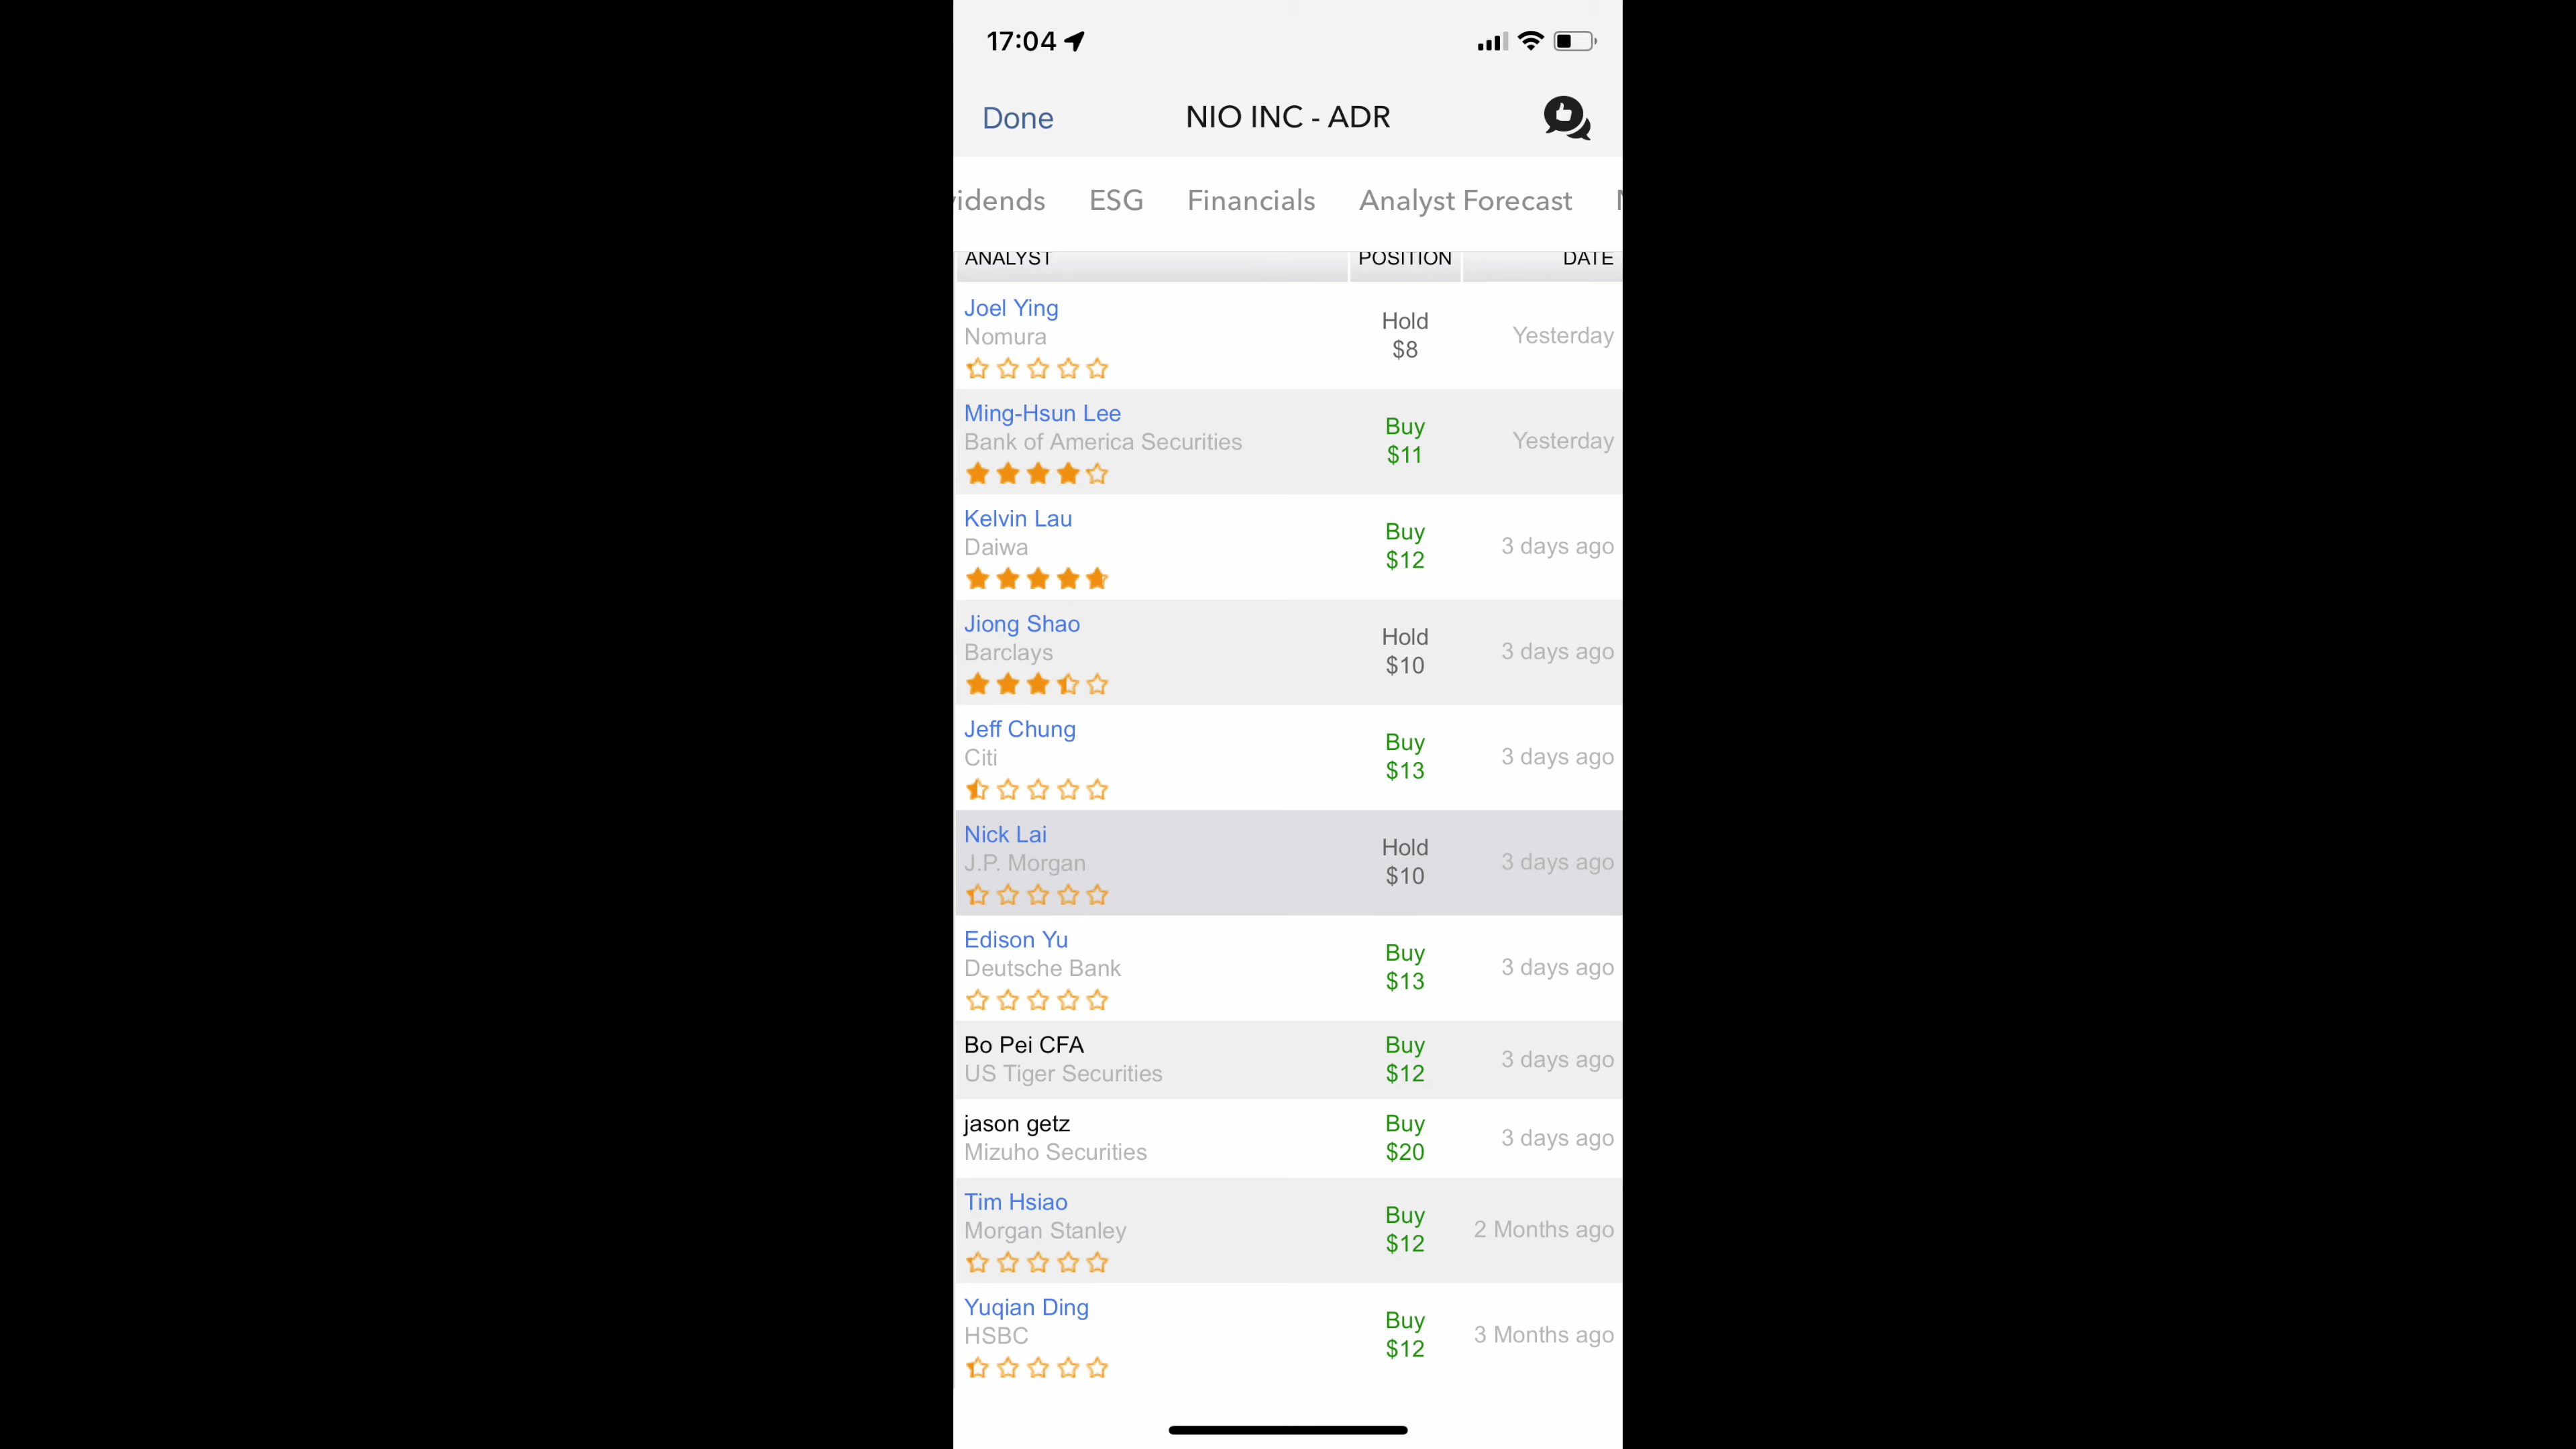 17:04
Done
NIO INC - ADR
vidends ESG Financials Analyst Forecast
ANALYST POSITION DATE
Joel Ying
Nomura
Hold
$8
Yesterday
Ming-Hsun Lee
Bank of America Securities
Buy
$11
Yesterday
Kelvin Lau
Daiwa
Buy
$12
3 days ago
Jiong Shao
Barclays
Hold
$10
3 days ago
Jeff Chung
Citi
Buy
$13
3 days ago
Nick Lai
J.P. Morgan
Hold
$10
3 days ago
Edison Yu
Deutsche Bank
Buy
$13
3 days ago
Bo Pei CFA
US Tiger Securities
Buy
$12
3 days ago
jason getz
Mizuho Securities
Buy
$20
3 days ago
Tim Hsiao
Morgan Stanley
Buy
$12
2 Months ago
Yuqian Ding
HSBC
Buy
$12
3 Months ago